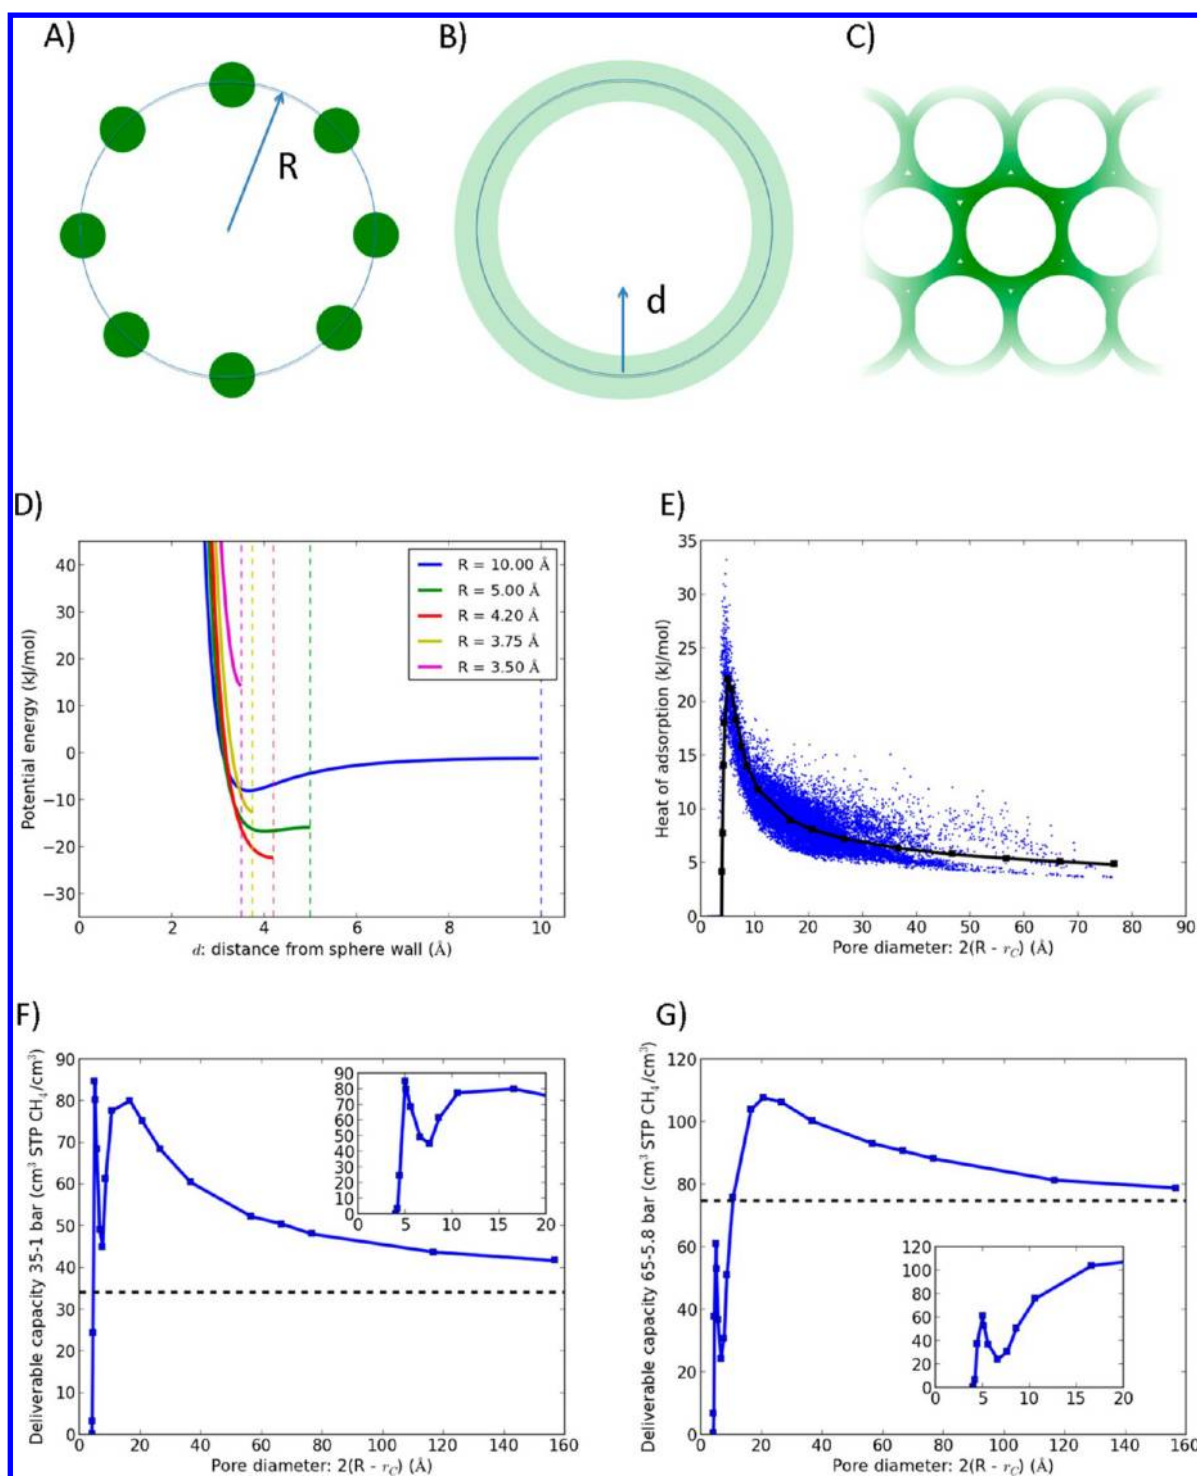 A)
B)
C)
R
d
D)
E)
40
30
20
10
0
−10
−20
−30
Potential energy (kJ/mol)
R = 10.00 Å
R = 5.00 Å
R = 4.20 Å
R = 3.75 Å
R = 3.50 Å
0 2 4 6 8 10
d: distance from sphere wall (Å)
35
30
25
20
15
10
5
0
Heat of adsorption (kJ/mol)
0 10 20 30 40 50 60 70 80 90
Pore diameter: 2(R - r_C) (Å)
F)
G)
90
80
70
60
50
40
30
20
10
0
Deliverable capacity 35-1 bar (cm³ STP CH₄/cm³)
90
80
70
60
50
40
30
20
10
0
0 5 10 15 20
0 20 40 60 80 100 120 140 160
Pore diameter: 2(R - r_C) (Å)
120
100
80
60
40
20
0
Deliverable capacity 65-5.8 bar (cm³ STP CH₄/cm³)
120
100
80
60
40
20
0
0 5 10 15 20
0 20 40 60 80 100 120 140 160
Pore diameter: 2(R - r_C) (Å)